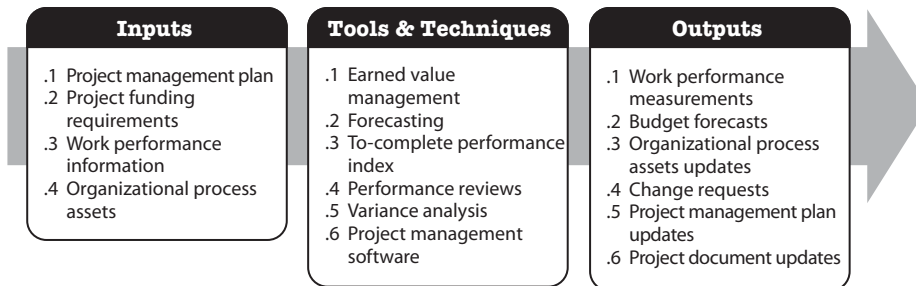 Inputs
.1 Project management plan
.2 Project funding
requirements
.3 Work performance
information
.4 Organizational process
assets
Tools & Techniques
.1 Earned value
management
.2 Forecasting
.3 To-complete performance
index
.4 Performance reviews
.5 Variance analysis
.6 Project management
software
Outputs
.1 Work performance
measurements
.2 Budget forecasts
.3 Organizational process
assets updates
.4 Change requests
.5 Project management plan
updates
.6 Project document updates